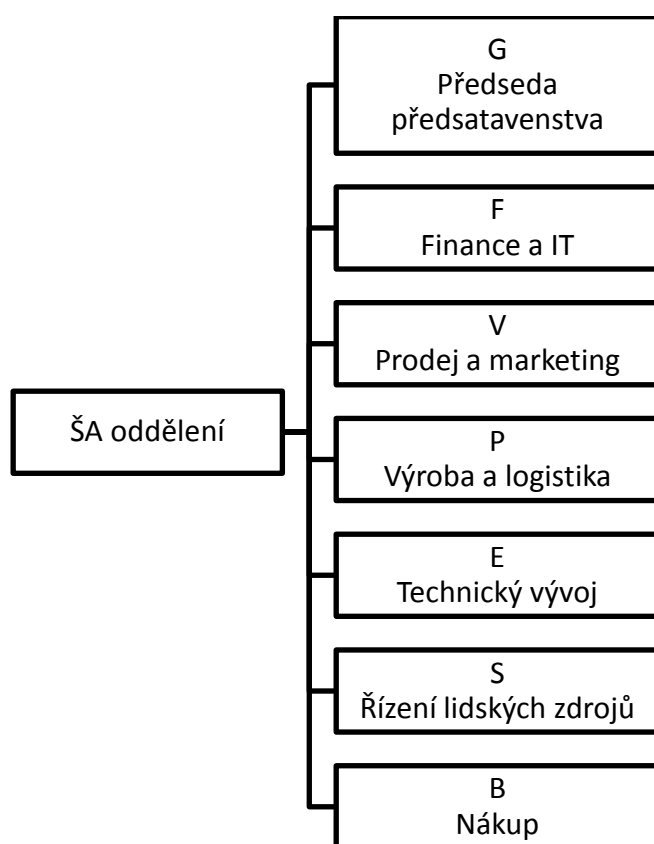 G
Předseda
předsatavenstva
F
Finance a IT
V
Prodej a marketing
ŠA oddělení
P
Výroba a logistika
E
Technický vývoj
S
Řízení lidských zdrojů
B
Nákup